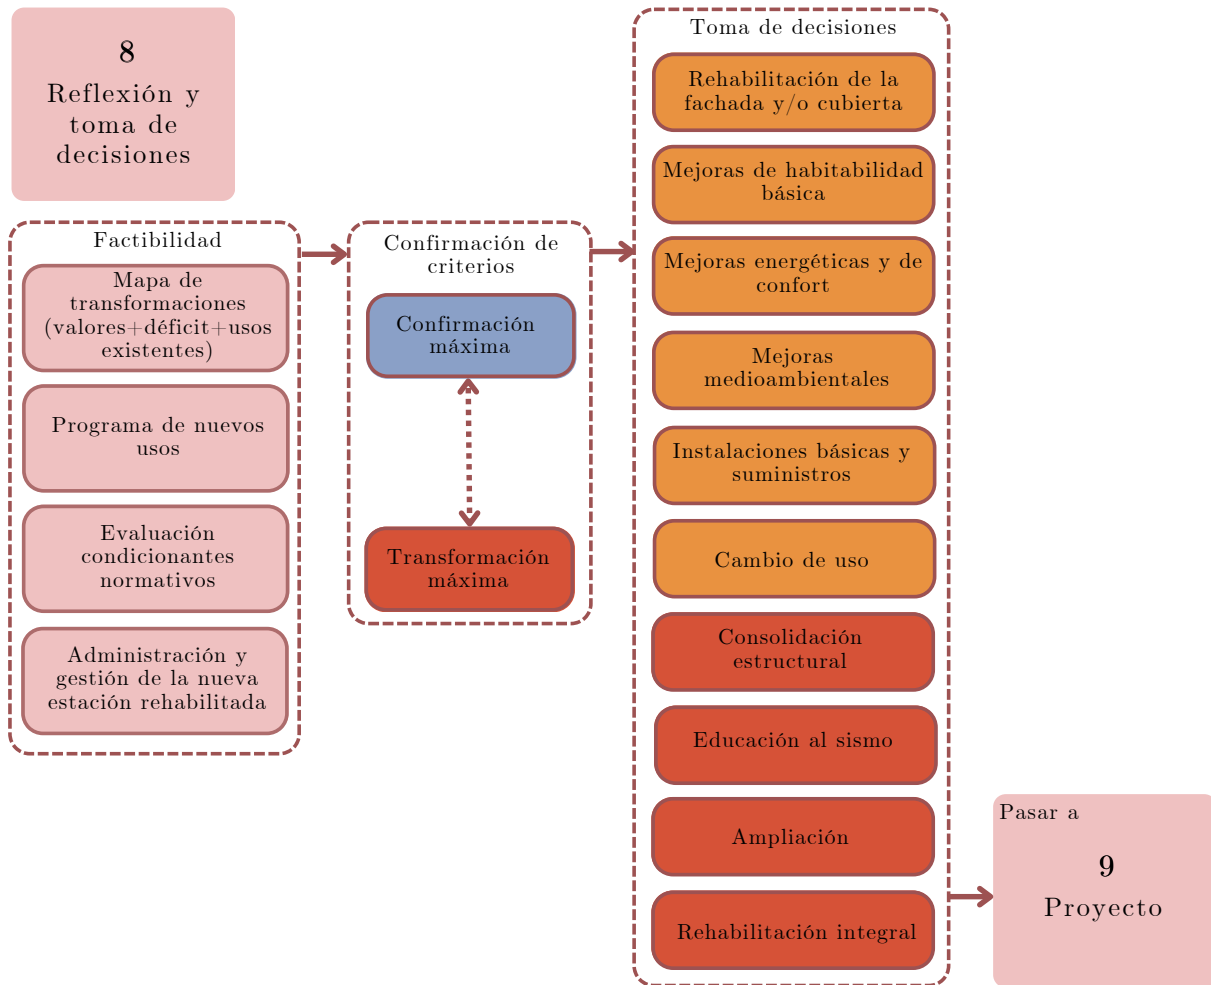 8
Reflexión y
toma de
decisiones
Factibilidad
Mapa de
transformaciones
(valores+déficit+usos
existentes)
Programa de nuevos
usos
Evaluación
condicionantes
normativos
Administración y
gestión de la nueva
estación rehabilitada
Confirmación de
criterios
Confirmación
máxima
Transformación
máxima
Toma de decisiones
Rehabilitación de la
fachada y/o cubierta
Mejoras de habitabilidad
básica
Mejoras energéticas y de
confort
Mejoras
medioambientales
Instalaciones básicas y
suministros
Cambio de uso
Consolidación
estructural
Educación al sismo
Ampliación
Rehabilitación integral
Pasar a
9
Proyecto